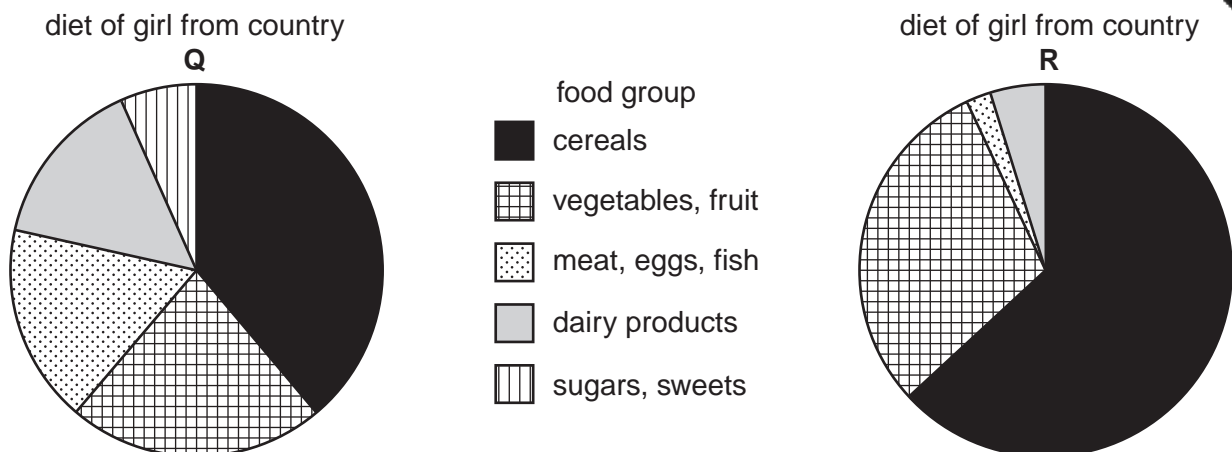 diet of girl from country
Q
food group
cereals
vegetables, fruit
meat, eggs, fish
dairy products
sugars, sweets
diet of girl from country
R